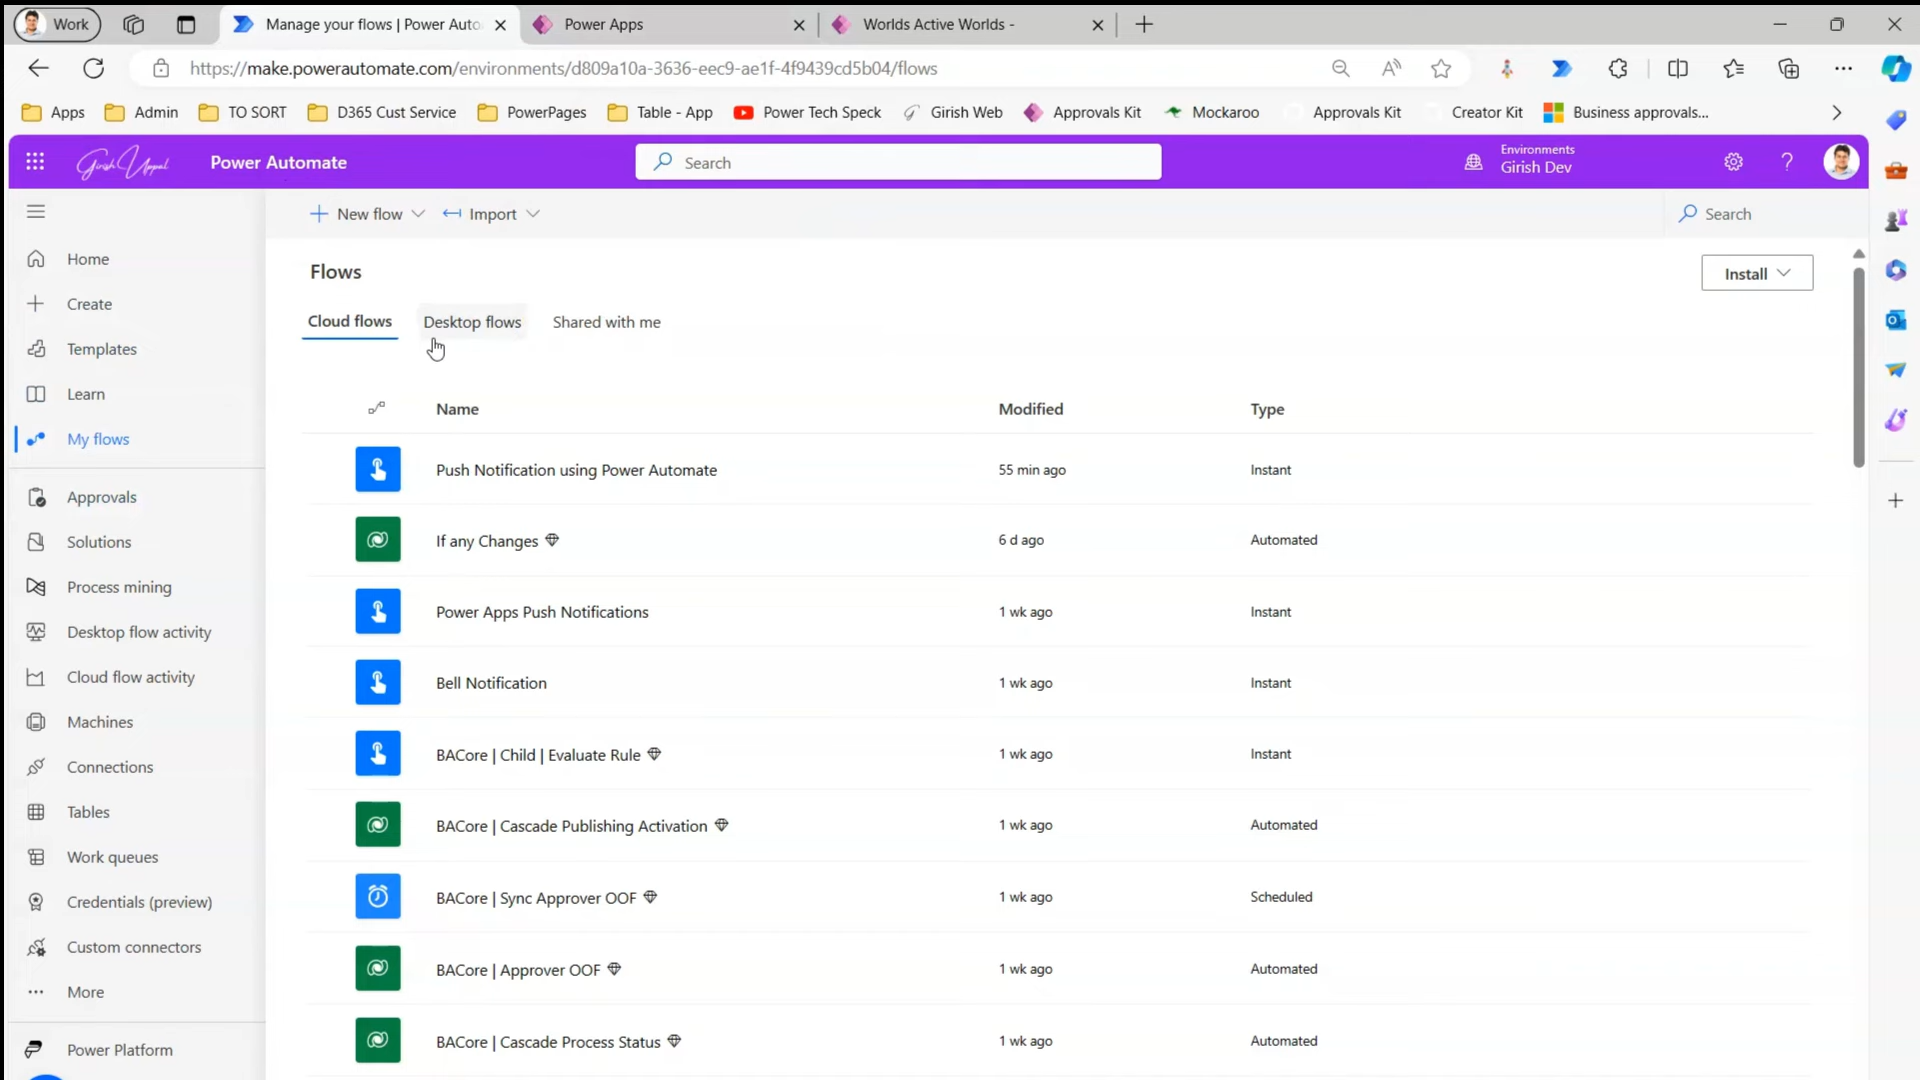 Work
Manage your flows | Power Auto
Power Apps
Worlds Active Worlds -
https://make.powerautomate.com/environments/d809a10a-3636-eec9-ae1f-4f9439cd5b04/flows
Apps
Admin
TO SORT
D365 Cust Service
PowerPages
Table - App
Power Tech Speck
Girish Web
Approvals Kit
Mockaroo
Approvals Kit
Creator Kit
Business approvals...
Girish Uppal
Power Automate
Search
Environments
Girish Dev
New flow
Import
Search
Home
Create
Templates
Learn
My flows
Approvals
Solutions
Process mining
Desktop flow activity
Cloud flow activity
Machines
Connections
Tables
Work queues
Credentials (preview)
Custom connectors
More
Power Platform
Flows
Install
Cloud flows
Desktop flows
Shared with me
Name Modified Type
Push Notification using Power Automate 55 min ago Instant
If any Changes 6 d ago Automated
Power Apps Push Notifications 1 wk ago Instant
Bell Notification 1 wk ago Instant
BACore | Child | Evaluate Rule 1 wk ago Instant
BACore | Cascade Publishing Activation 1 wk ago Automated
BACore | Sync Approver OOF 1 wk ago Scheduled
BACore | Approver OOF 1 wk ago Automated
BACore | Cascade Process Status 1 wk ago Automated